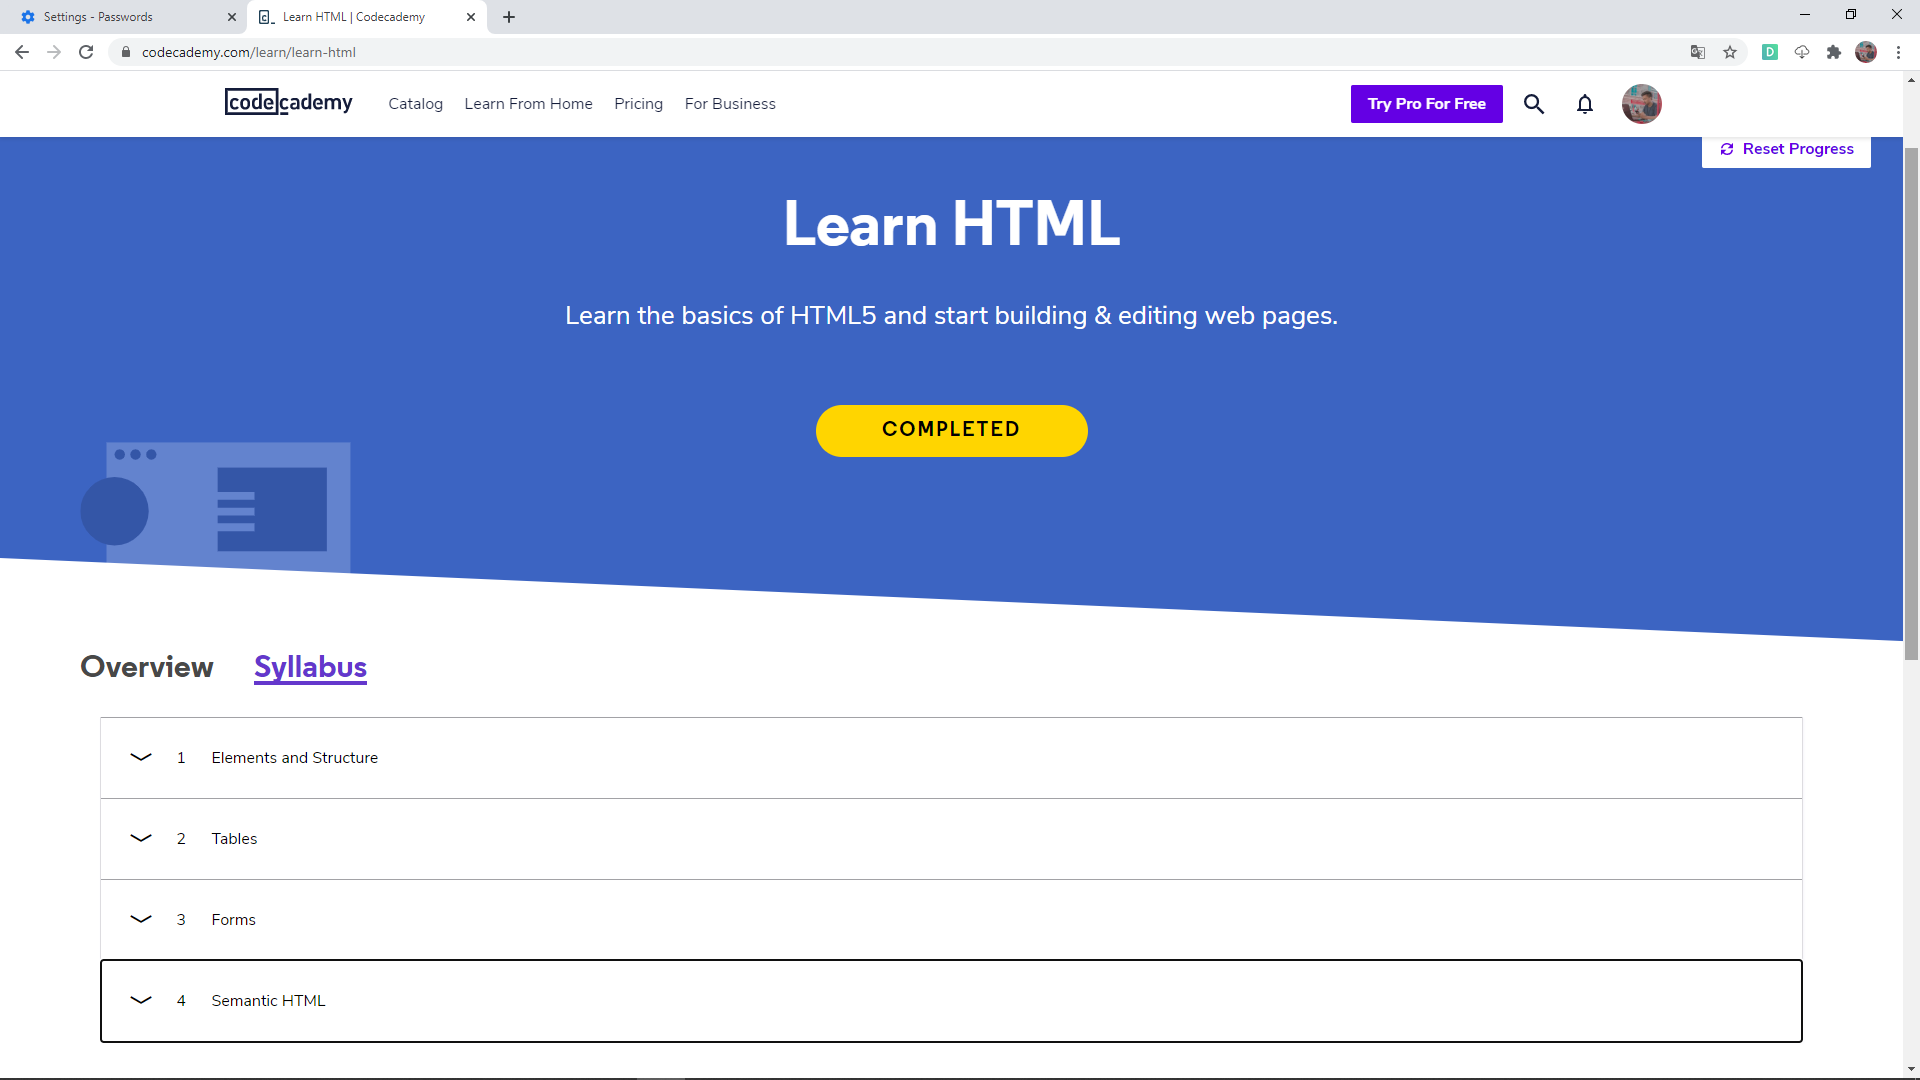 Settings - Passwords
Learn HTML | Codecademy
codecademy.com/learn/learn-html
D
codecademy
Catalog
Learn From Home
Pricing
For Business
Try Pro For Free
Reset Progress
Learn HTML
Learn the basics of HTML5 and start building & editing web pages.
COMPLETED
Overview
Syllabus
1 Elements and Structure
2 Tables
3 Forms
4 Semantic HTML